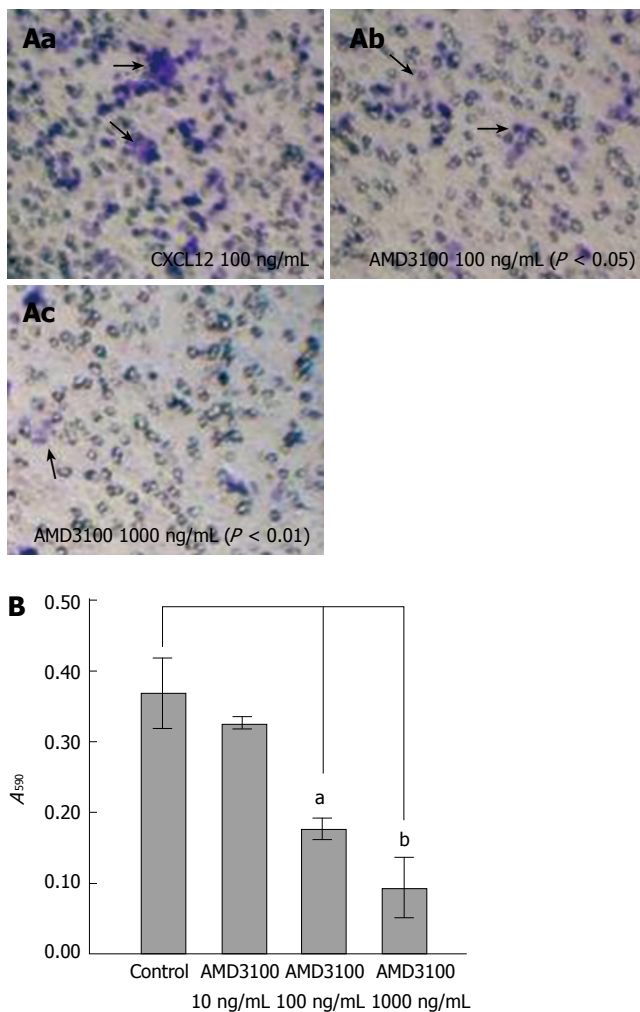 Aa
CXCL12 100 ng/mL
Ab
AMD3100 100 ng/mL (P < 0.05)
Ac
AMD3100 1000 ng/mL (P < 0.01)
B
0.50
0.40
0.30
0.20
0.10
0.00
A590
a
b
Control AMD3100 AMD3100 AMD3100
10 ng/mL 100 ng/mL 1000 ng/mL